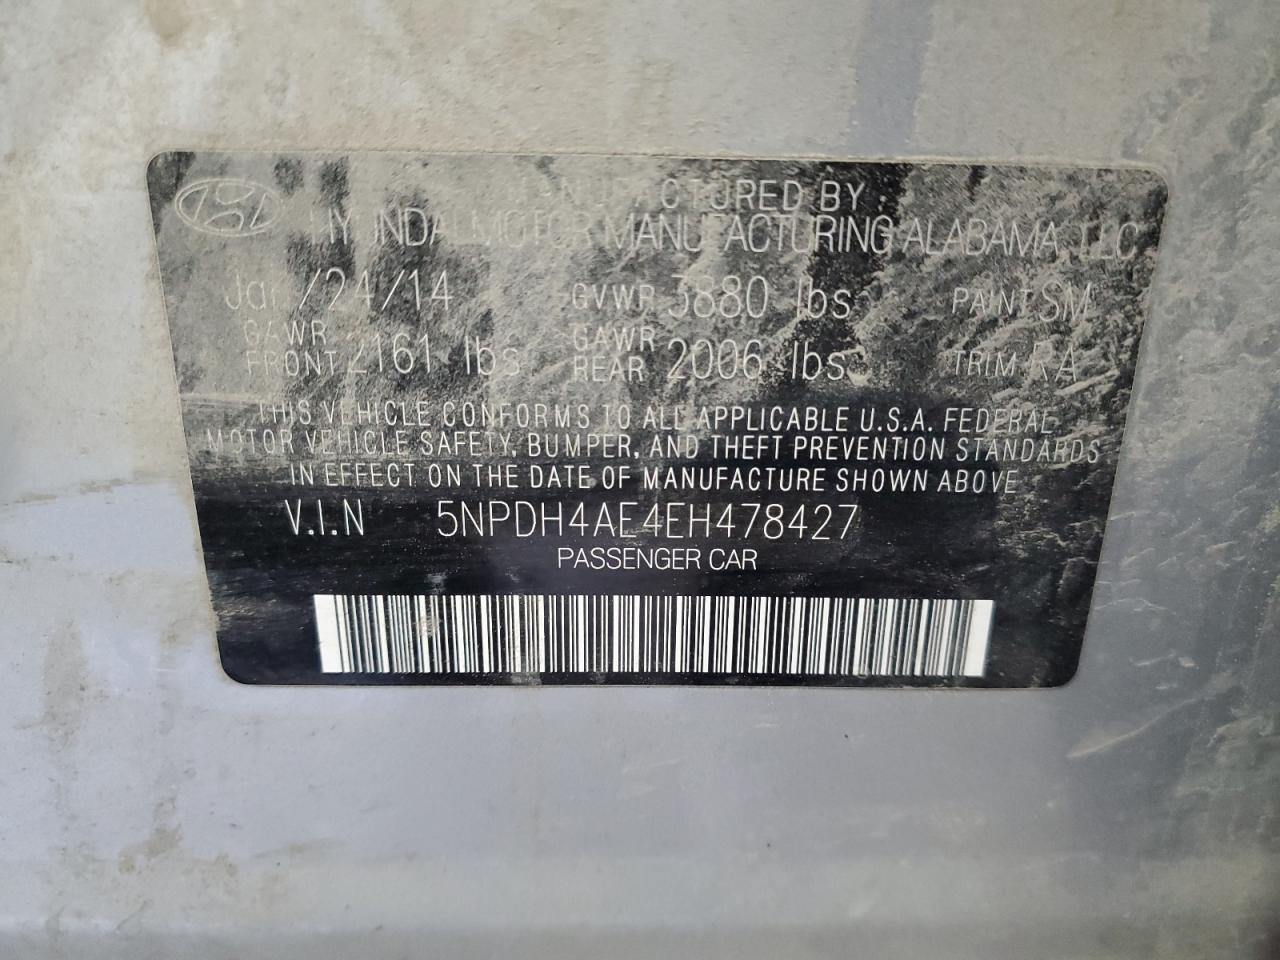 MANUFACTURED BY
HYUNDAI MOTOR MANUFACTURING ALABAMA, LLC
Jan/24/14 GVWR 3880 lbs PAINT SM
GAWR FRONT 2161 lbs GAWR REAR 2006 lbs TRIM RA
THIS VEHICLE CONFORMS TO ALL APPLICABLE U.S.A. FEDERAL
MOTOR VEHICLE SAFETY, BUMPER, AND THEFT PREVENTION STANDARDS
IN EFFECT ON THE DATE OF MANUFACTURE SHOWN ABOVE
V.I.N 5NPDH4AE4EH478427
PASSENGER CAR